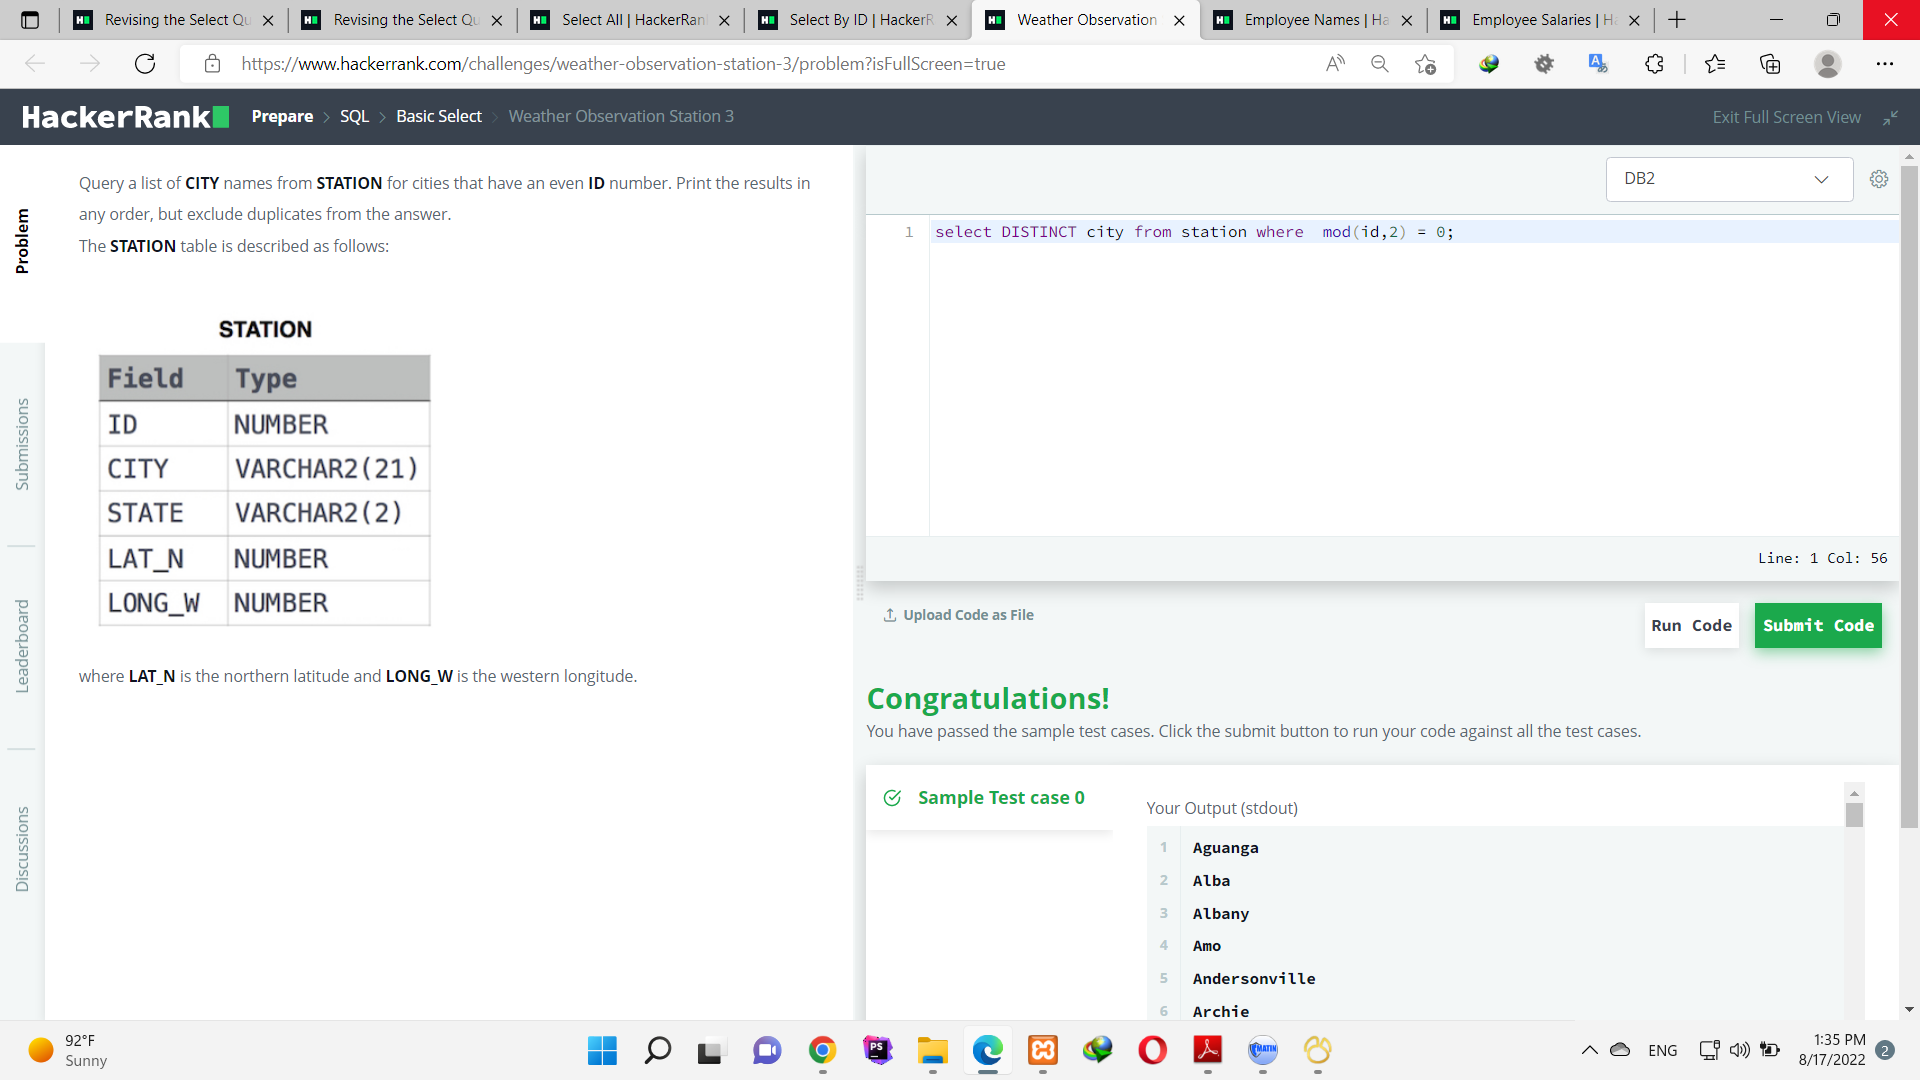 Revising the Select Qu
Revising the Select Qu
Select All | HackerRan
Select By ID | HackerR
Weather Observation
Employee Names | Ha
Employee Salaries | Ha
https://www.hackerrank.com/challenges/weather-observation-station-3/problem?isFullScreen=true
HackerRank
Prepare > SQL > Basic Select > Weather Observation Station 3
Exit Full Screen View
Problem
Submissions
Leaderboard
Discussions
Query a list of CITY names from STATION for cities that have an even ID number. Print the results in
any order, but exclude duplicates from the answer.
The STATION table is described as follows:
STATION
Field Type
ID NUMBER
CITY VARCHAR2(21)
STATE VARCHAR2(2)
LAT_N NUMBER
LONG_W NUMBER
where LAT_N is the northern latitude and LONG_W is the western longitude.
DB2
1 select DISTINCT city from station where  mod(id,2) = 0;
Line: 1 Col: 56
Upload Code as File
Run Code
Submit Code
Congratulations!
You have passed the sample test cases. Click the submit button to run your code against all the test cases.
Sample Test case 0
Your Output (stdout)
1 Aguanga
2 Alba
3 Albany
4 Amo
5 Andersonville
6 Archie
92°F
Sunny
PS
MATIN
ENG
1:35 PM
8/17/2022
2